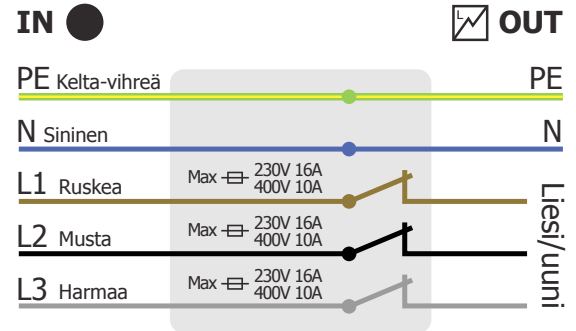 IN OUT
PE Kelta-vihreä PE
N Sininen N
L1 Ruskea Max 230V 16A
400V 10A
L2 Musta Max 230V 16A
400V 10A
L3 Harmaa Max 230V 16A
400V 10A
Liesi/uuni